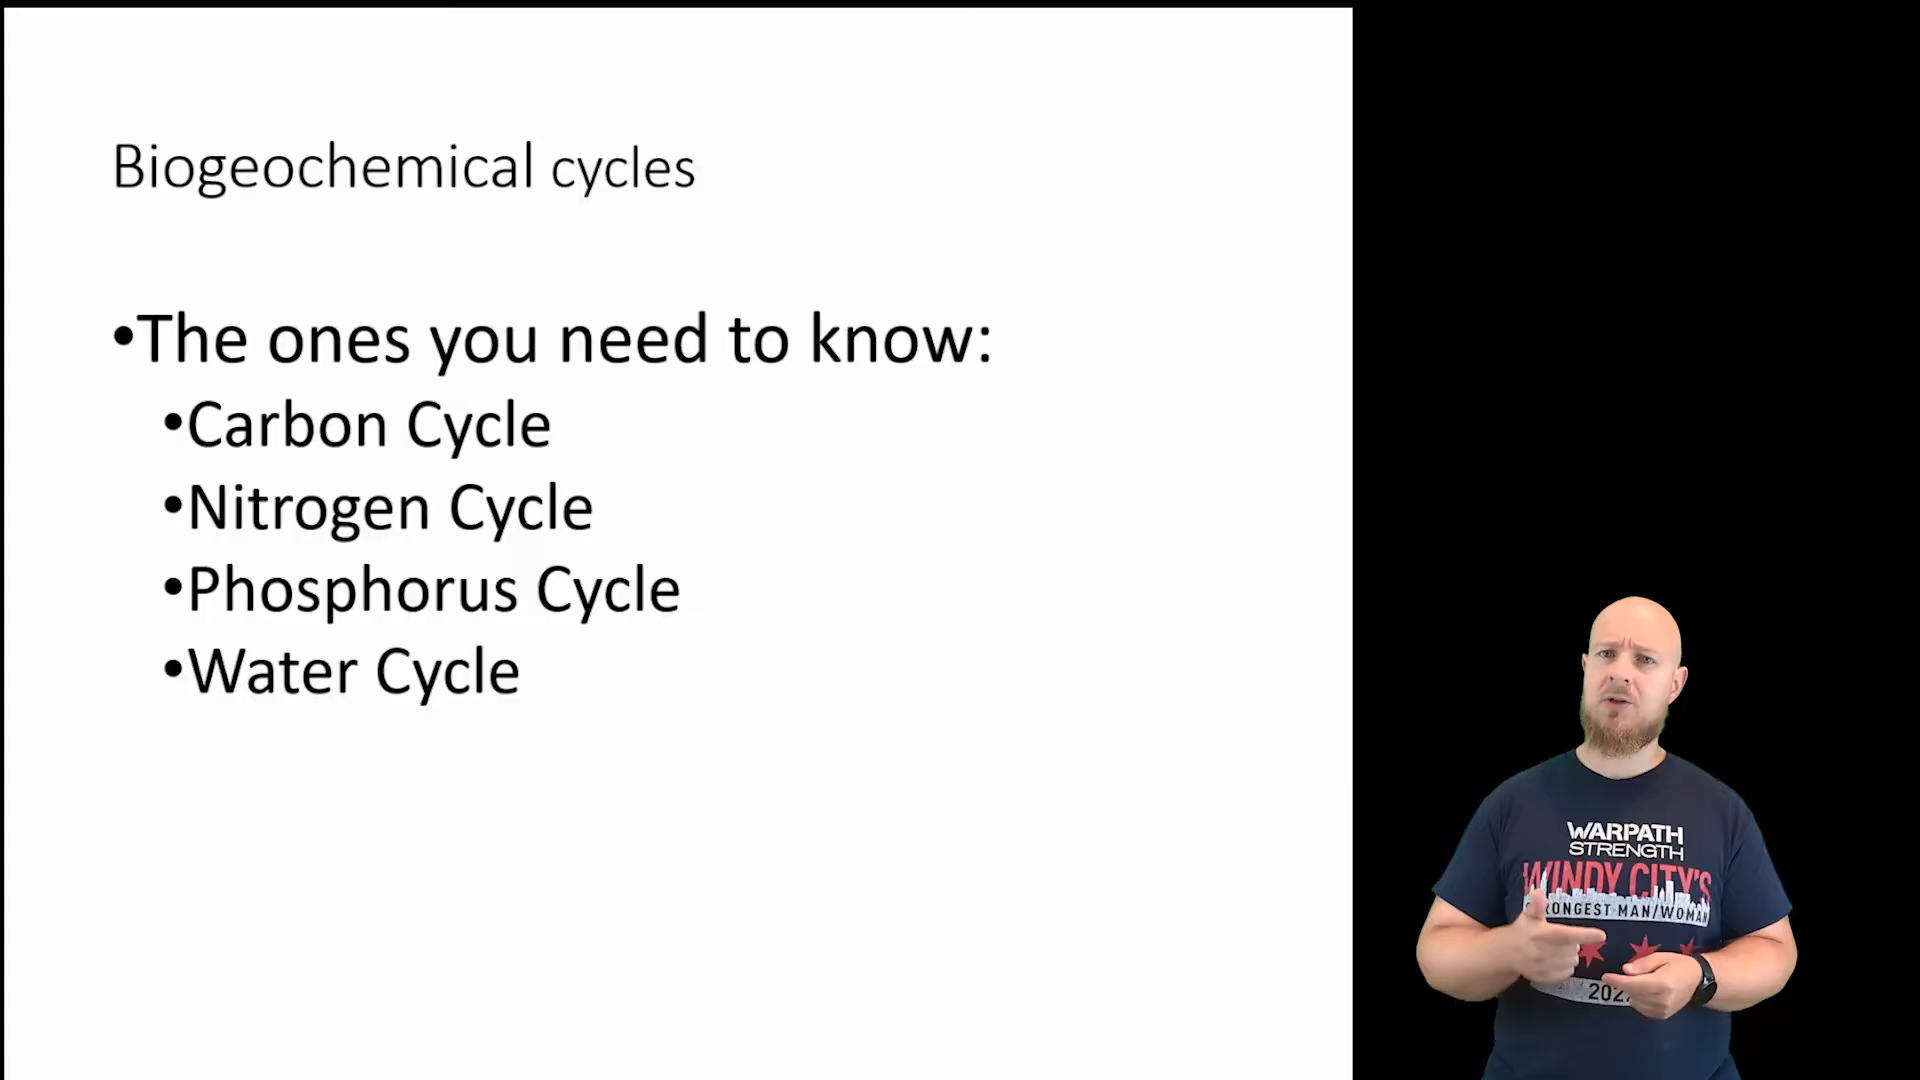 Biogeochemical cycles
•The ones you need to know:
•Carbon Cycle
•Nitrogen Cycle
•Phosphorus Cycle
•Water Cycle
WARPATH
STRENGTH
WINDY CITY'S
MAN/WOMAN